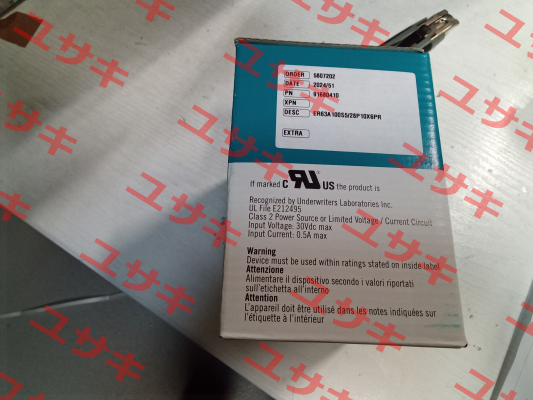 ORDER 5807202
DATE 2024/51
PN 91680410
XPN
DESC ER63A100S5/28P10X6PR
EXTRA
If marked C RU US the product is
Recognized by Underwriters Laboratories Inc.
UL File E212495
Class 2 Power Source or Limited Voltage / Current Circuit
Input Voltage: 30Vdc max
Input Current: 0.5A max
Warning
Device must be used within ratings stated on inside label
Attenzione
Alimentare il dispositivo secondo i valori riportati
sull'etichetta all'interno
Attention
L'appareil doit être utilisé dans les notes indiquées sur
l'étiquette à l'intérieur
ユサキ